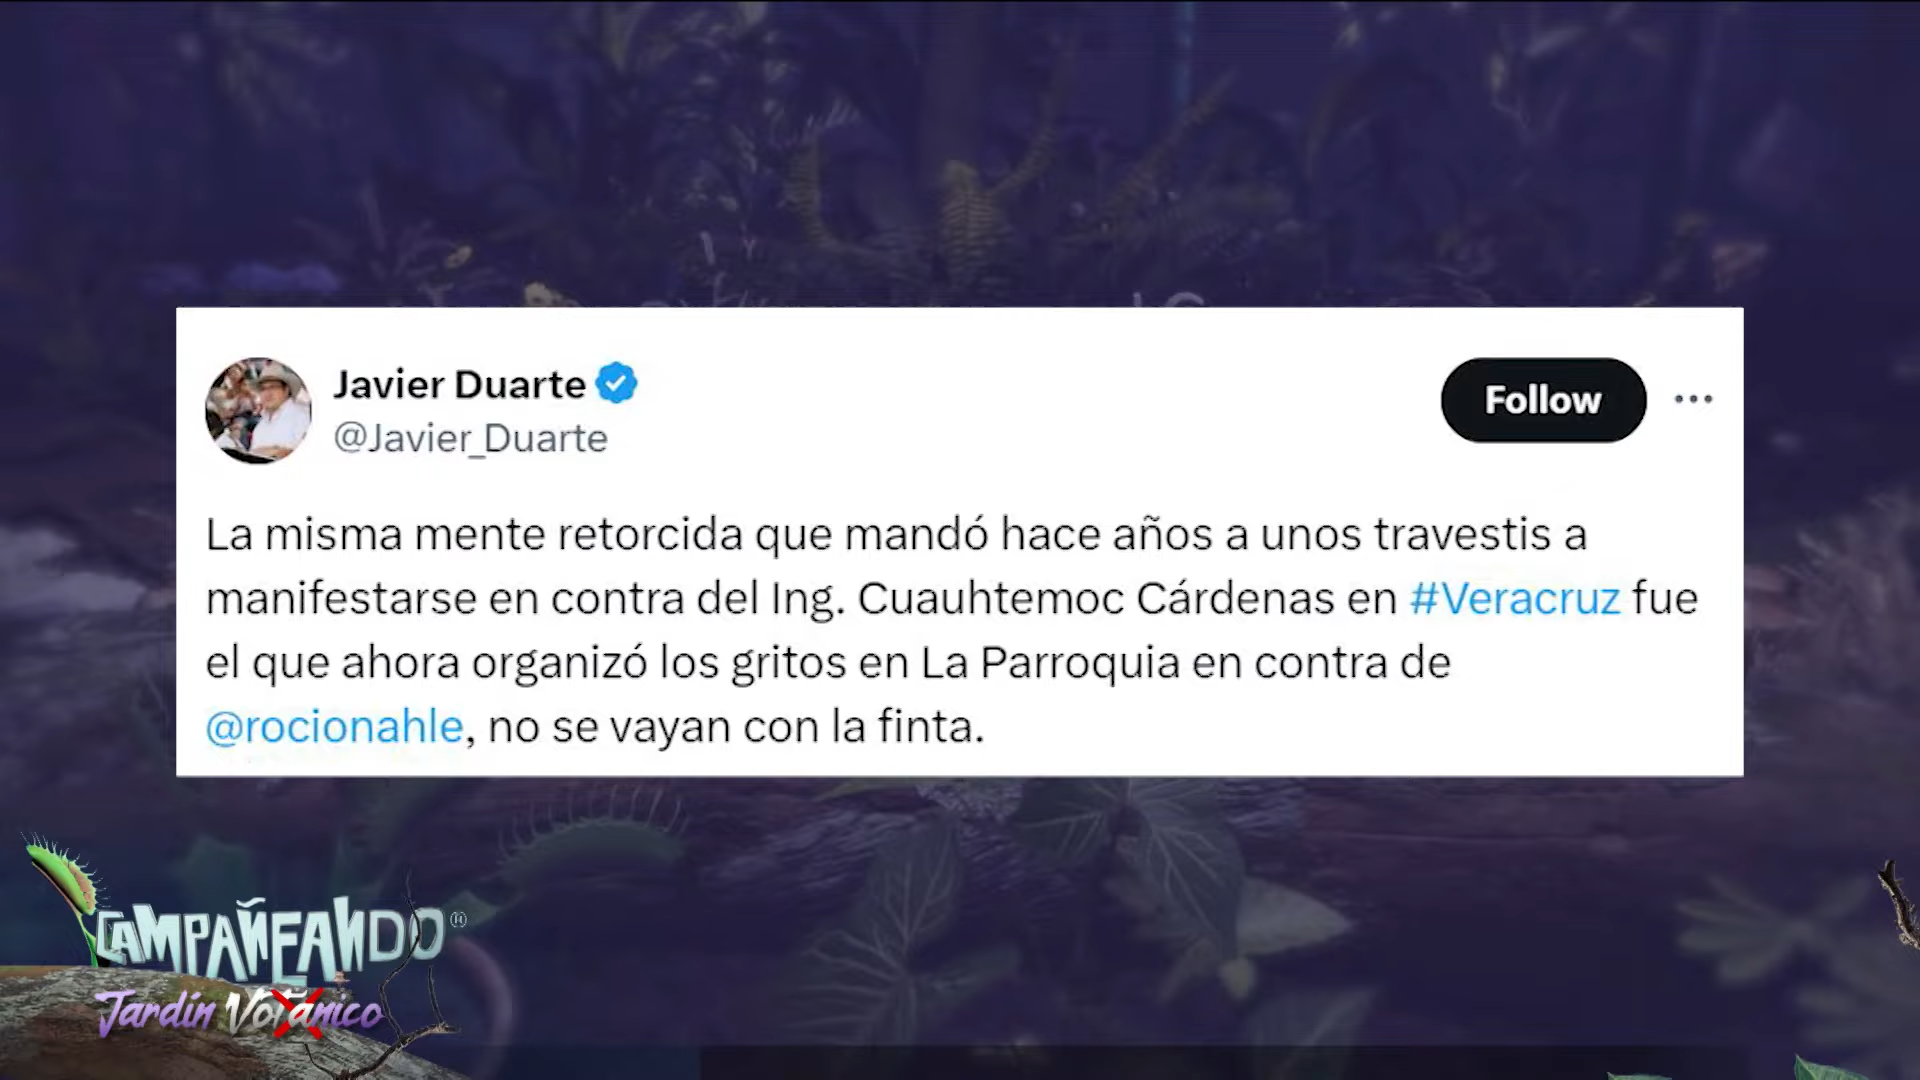 Javier Duarte
@Javier_Duarte
Follow
La misma mente retorcida que mandó hace años a unos travestis a
manifestarse en contra del Ing. Cuauhtemoc Cárdenas en #Veracruz fue
el que ahora organizó los gritos en La Parroquia en contra de
@rocionahle, no se vayan con la finta.
CAMPAÑEANDO®
Jardín Votánico